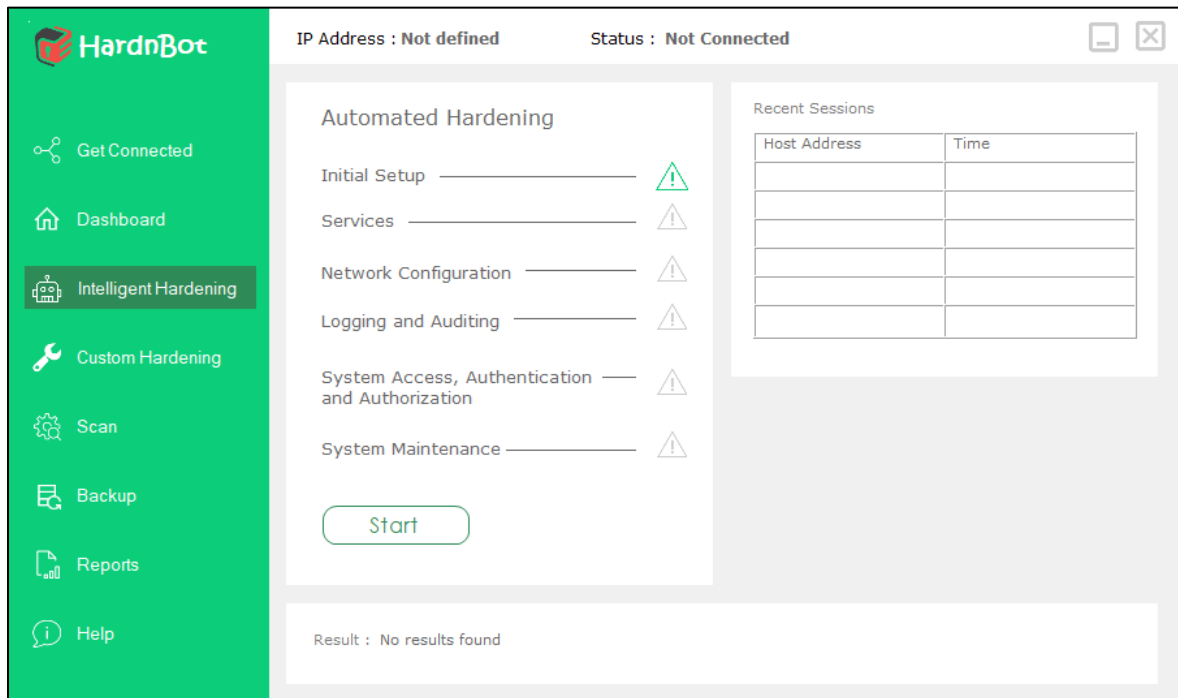 HardnBot
IP Address : Not defined
Status : Not Connected
Get Connected
Dashboard
Intelligent Hardening
Custom Hardening
Scan
Backup
Reports
Help
Automated Hardening
Initial Setup
Services
Network Configuration
Logging and Auditing
System Access, Authentication
and Authorization
System Maintenance
Start
Recent Sessions
Host Address
Time
Result : No results found